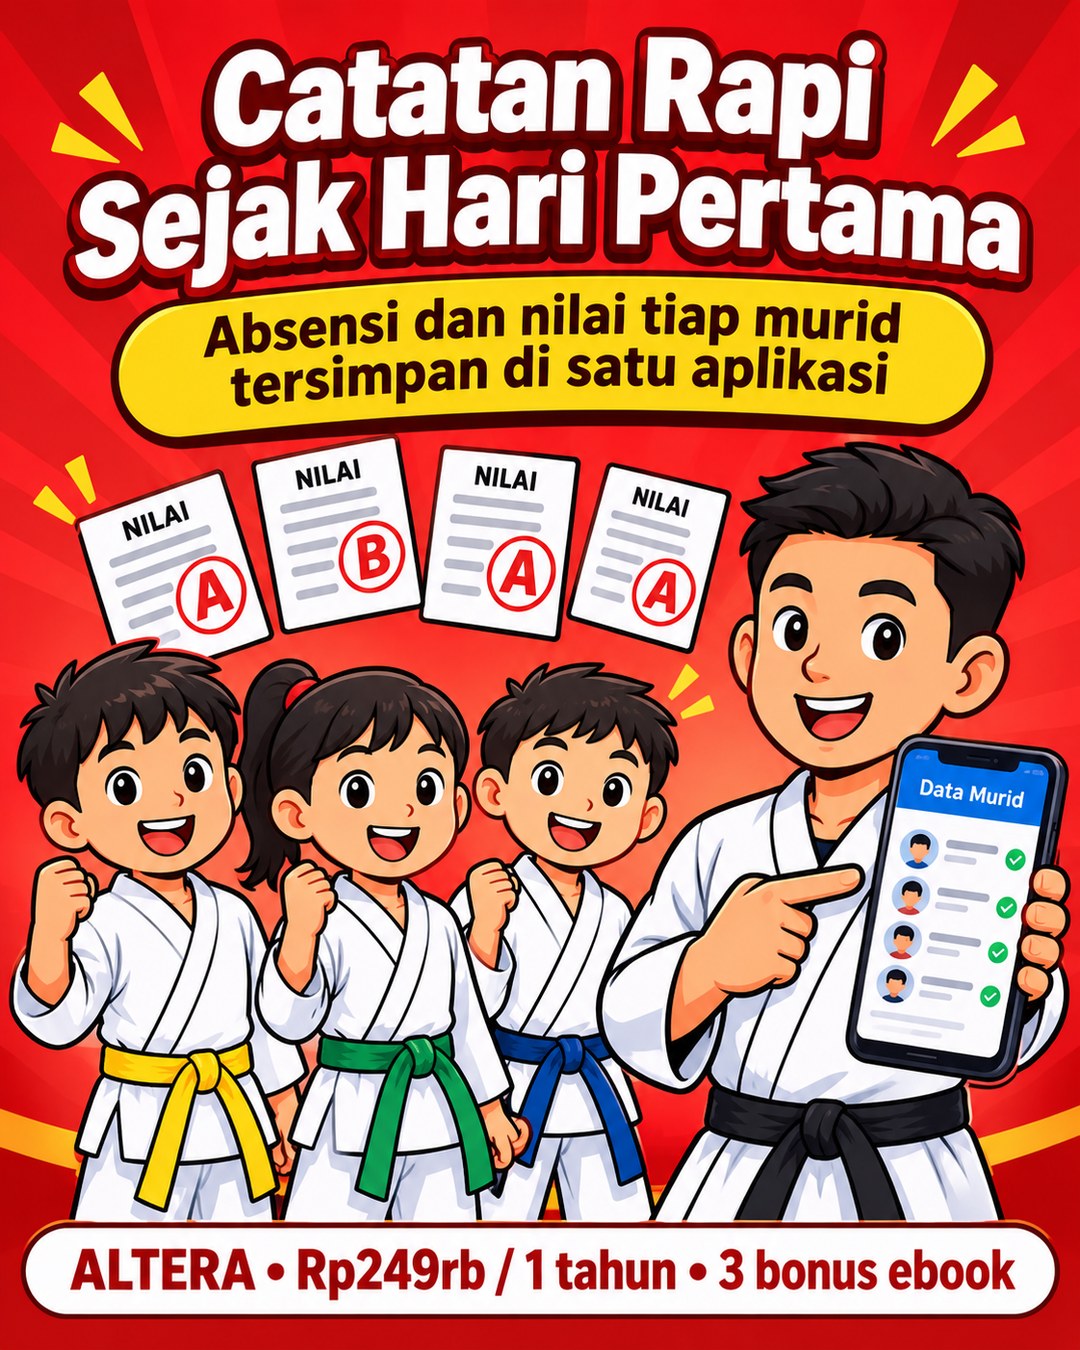 Catatan Rapi
Sejak Hari Pertama
Absensi dan nilai tiap murid
tersimpan di satu aplikasi
NILAI
A
NILAI
B
NILAI
A
NILAI
A
Data Murid
ALTERA • Rp249rb / 1 tahun • 3 bonus ebook